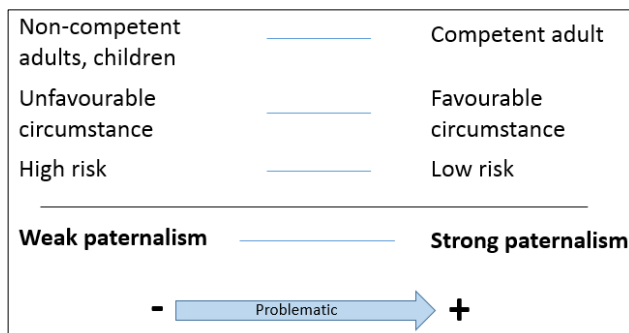 Non-competent
adults, children
Competent adult
Unfavourable
circumstance
Favourable
circumstance
High risk
Low risk
Weak paternalism
Strong paternalism
- Problematic +